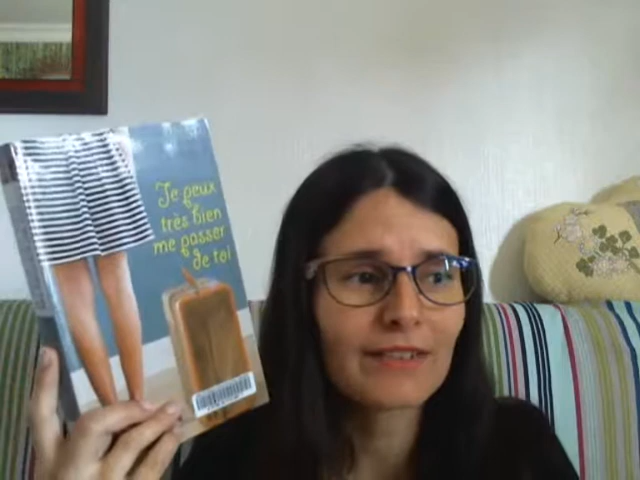 Je peux
très bien
me passer
de toi